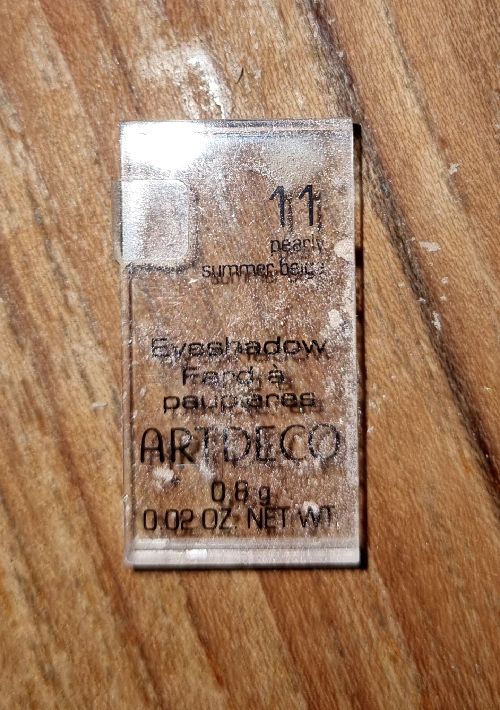 11
pearly
summer beige
Eyeshadow
Fard à
paupières
ARTDECO
0.8 g
0.02 OZ. NET WT.